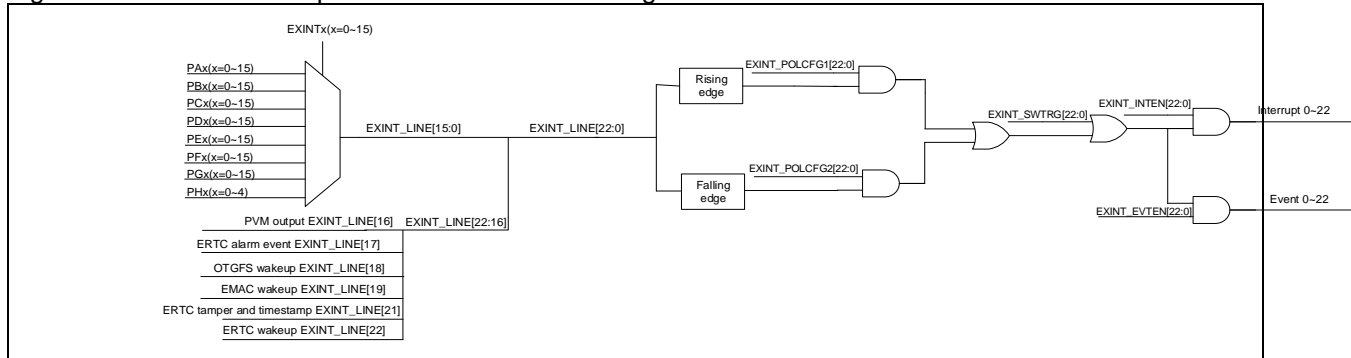 EXINTx(x=0~15)
PAx(x=0~15)
PBx(x=0~15)
PCx(x=0~15)
PDx(x=0~15)
PEx(x=0~15)
PFx(x=0~15)
PGx(x=0~15)
PHx(x=0~4)
EXINT_LINE[15:0]
EXINT_LINE[22:0]
PVM output EXINT_LINE[16]
EXINT_LINE[22:16]
ERTC alarm event EXINT_LINE[17]
OTGFS wakeup EXINT_LINE[18]
EMAC wakeup EXINT_LINE[19]
ERTC tamper and timestamp EXINT_LINE[21]
ERTC wakeup EXINT_LINE[22]
Rising
edge
EXINT_POLCFG1[22:0]
Falling
edge
EXINT_POLCFG2[22:0]
EXINT_SWTRG[22:0]
EXINT_INTEN[22:0]
Interrupt 0~22
EXINT_EVTEN[22:0]
Event 0~22